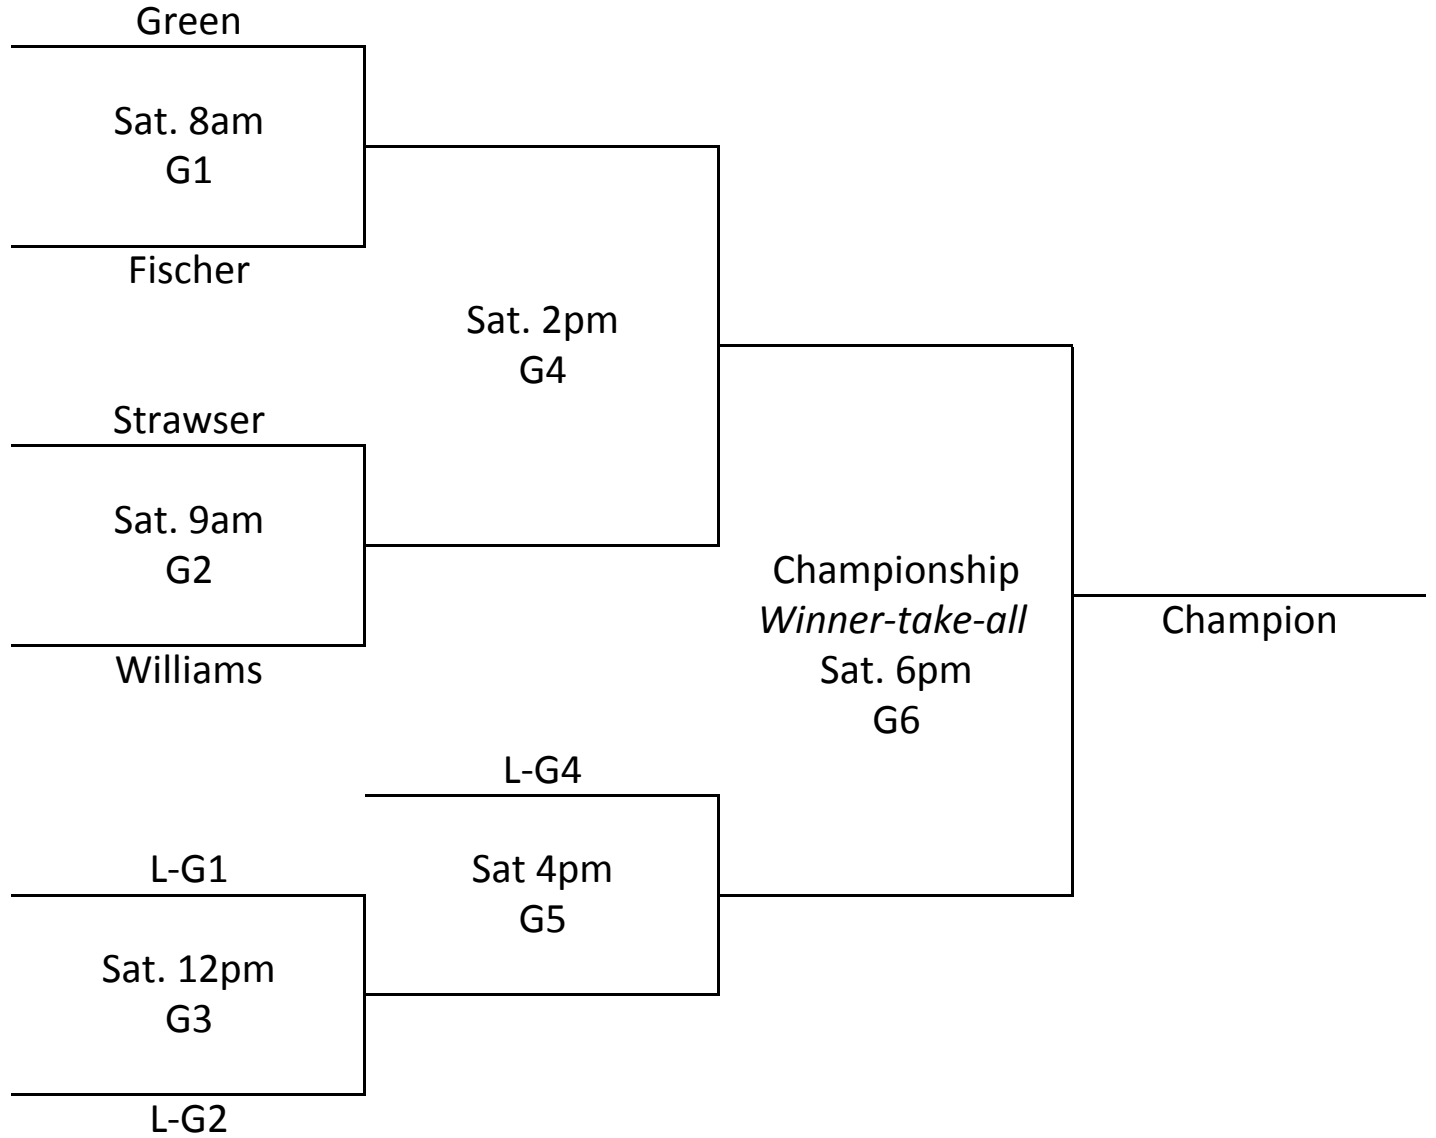 Green
Sat. 8am
G1
Fischer
Sat. 2pm
G4
Strawser
Sat. 9am
G2
Williams
Championship
Winner-take-all
Sat. 6pm
G6
Champion
L-G4
Sat 4pm
G5
L-G1
Sat. 12pm
G3
L-G2